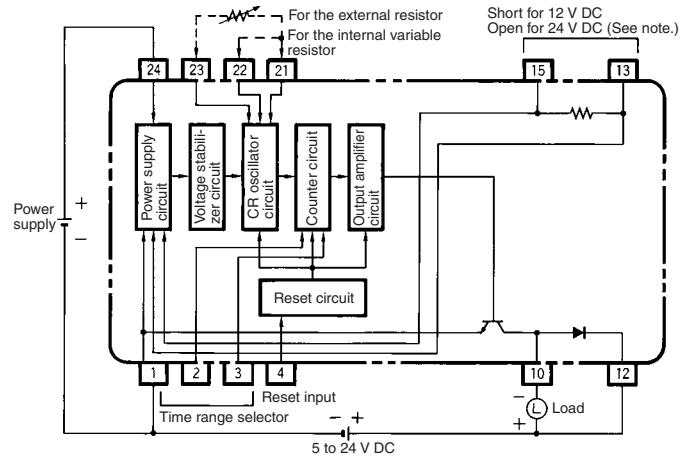 For the external resistor
For the internal variable
resistor
Short for 12 V DC
Open for 24 V DC (See note.)
24
23
22
21
15
13
Power supply
circuit
Voltage stabili-
zer circuit
CR oscillator
circuit
Counter circuit
Output amplifier
circuit
+
Power
supply
−
Reset circuit
1
2
3
4
10
12
Reset input
Time range selector
−
L
Load
+
− +
5 to 24 V DC